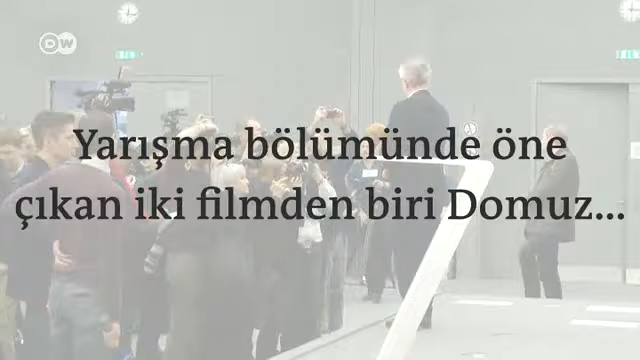 DW
Yarışma bölümünde öne
çıkan iki filmden biri Domuz...